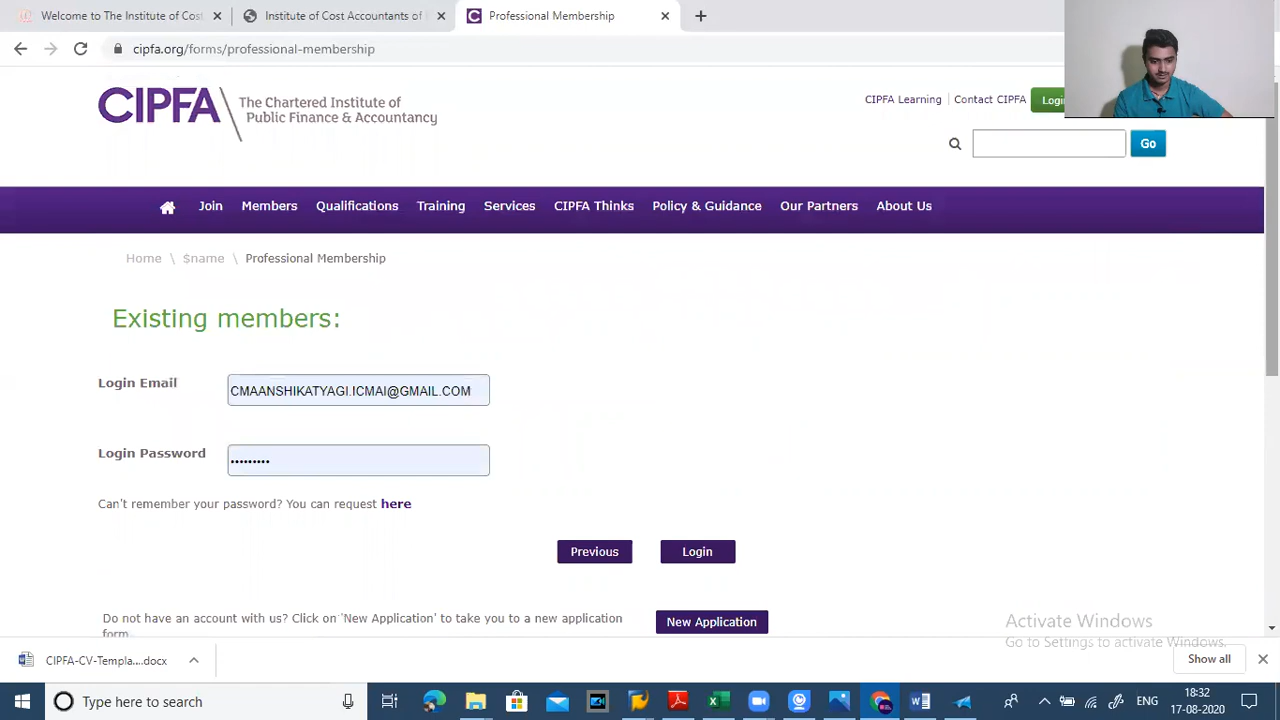 Welcome to The Institute of Cost
Institute of Cost Accountants of
Professional Membership
cipfa.org/forms/professional-membership
CIPFA
The Chartered Institute of
Public Finance & Accountancy
CIPFA Learning
Contact CIPFA
Go
Join
Members
Qualifications
Training
Services
CIPFA Thinks
Policy & Guidance
Our Partners
About Us
Home \ $name \ Professional Membership
Existing members:
Login Email
CMAANSHIKATYAGI.ICMAI@GMAIL.COM
Login Password
Can't remember your password? You can request here
Previous
Login
Do not have an account with us? Click on 'New Application' to take you to a new application
form.
New Application
Activate Windows
Go to Settings to activate Windows.
CIPFA-CV-Templa....docx
Show all
Type here to search
ENG
18:32
17-08-2020